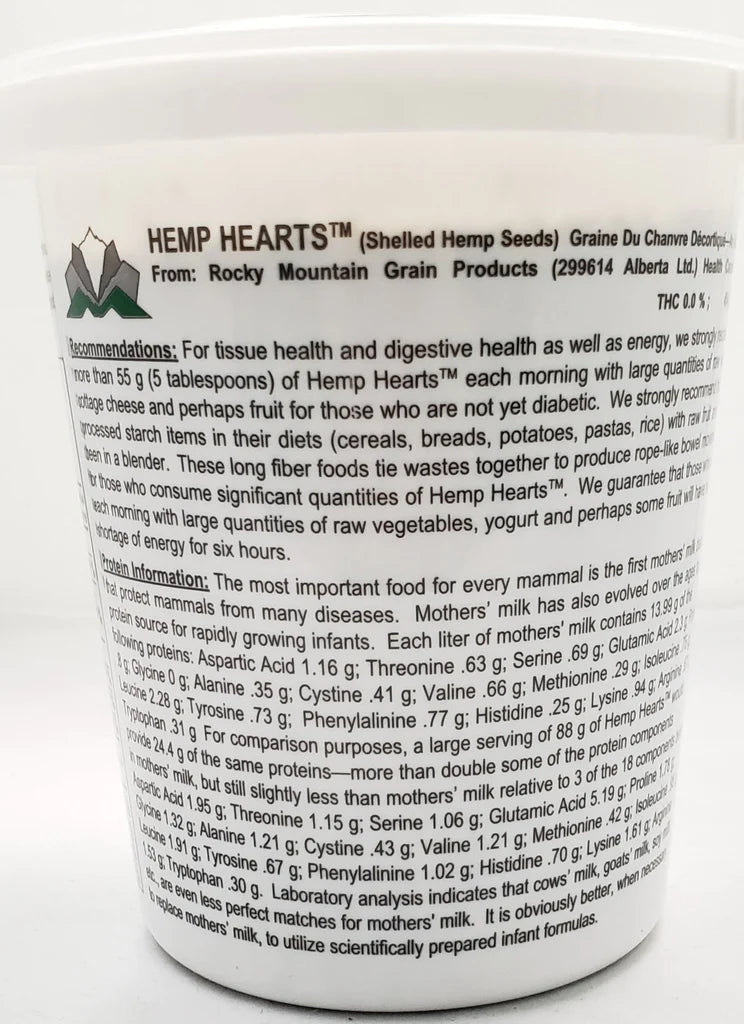 HEMP HEARTS™ (Shelled Hemp Seeds) Graine Du Chanvre Décortiqué
From: Rocky Mountain Grain Products (299614 Alberta Ltd.) Health
THC 0.0 % ;
Recommendations: For tissue health and digestive health as well as energy, we strongly
more than 55 g (5 tablespoons) of Hemp Hearts™ each morning with large quantities of
cottage cheese and perhaps fruit for those who are not yet diabetic. We strongly recommend
processed starch items in their diets (cereals, breads, potatoes, pastas, rice) with raw fruit
in a blender. These long fiber foods tie wastes together to produce rope-like bowel
for those who consume significant quantities of Hemp Hearts™. We guarantee that those
each morning with large quantities of raw vegetables, yogurt and perhaps some fruit will
shortage of energy for six hours.
Protein Information: The most important food for every mammal is the first mothers' milk
that protect mammals from many diseases. Mothers' milk has also evolved over the
protein source for rapidly growing infants. Each liter of mothers' milk contains 13.99 g of the
following proteins: Aspartic Acid 1.16 g; Threonine .63 g; Serine .69 g; Glutamic Acid
g; Glycine 0 g; Alanine .35 g; Cystine .41 g; Valine .66 g; Methionine .29 g; Isoleucine
Leucine 2.28 g; Tyrosine .73 g; Phenylalinine .77 g; Histidine .25 g; Lysine .94 g; Arginine
Tryptophan .31 g For comparison purposes, a large serving of 88 g of Hemp Hearts™ would
provide 24.4 g of the same proteins—more than double some of the protein components
in mothers' milk, but still slightly less than mothers' milk relative to 3 of the 18 components
Aspartic Acid 1.95 g; Threonine 1.15 g; Serine 1.06 g; Glutamic Acid 5.19 g; Proline
Glycine 1.32 g; Alanine 1.21 g; Cystine .43 g; Valine 1.21 g; Methionine .42 g; Isoleucine
Leucine 1.91 g; Tyrosine .67 g; Phenylalinine 1.02 g; Histidine .70 g; Lysine 1.61 g; Arginine
1.53 g; Tryptophan .30 g. Laboratory analysis indicates that cows' milk, goats' milk, soy
etc., are even less perfect matches for mothers' milk. It is obviously better, when necessary
to replace mothers' milk, to utilize scientifically prepared infant formulas.